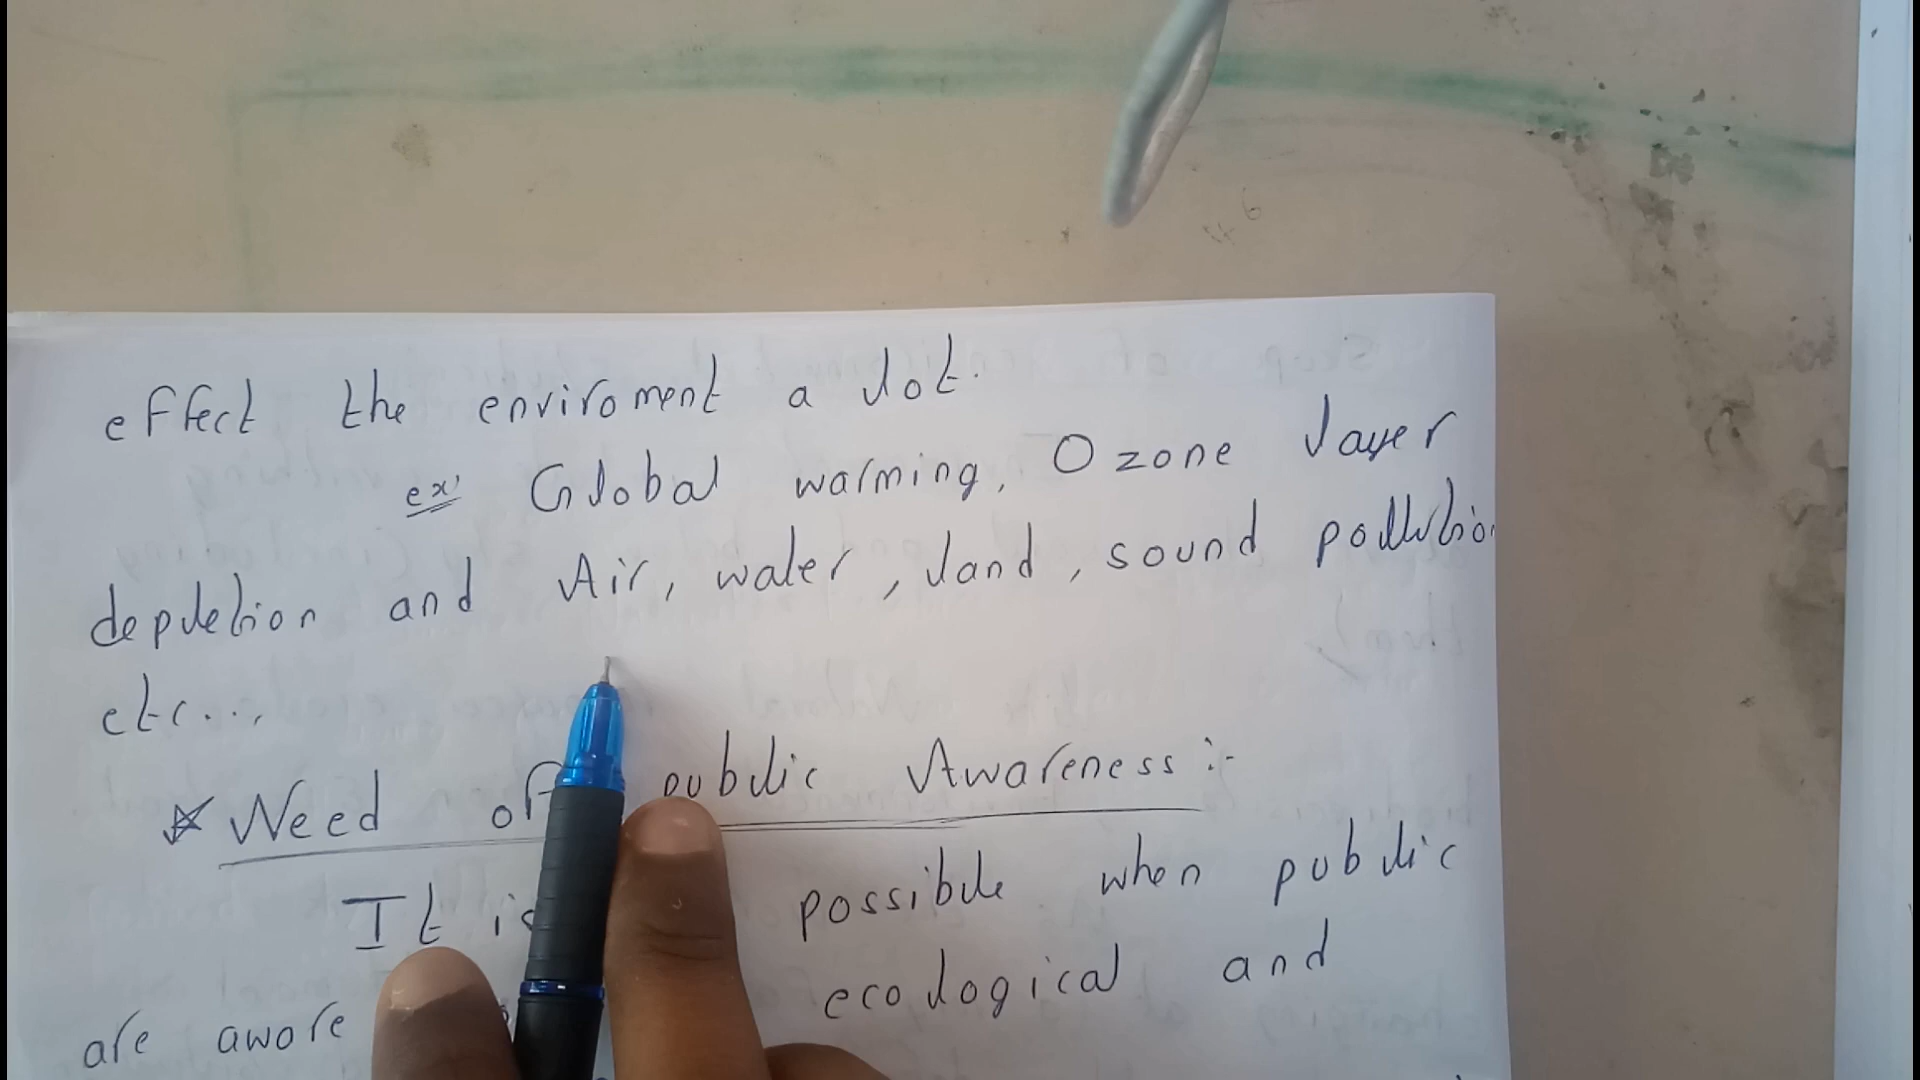 effect the enviroment a lot.
ex' Global warming, Ozone layer
depletion and Air, water, land, sound pollution
etc...
Need of public Awareness :-
It is possible when public
are aware ecological and